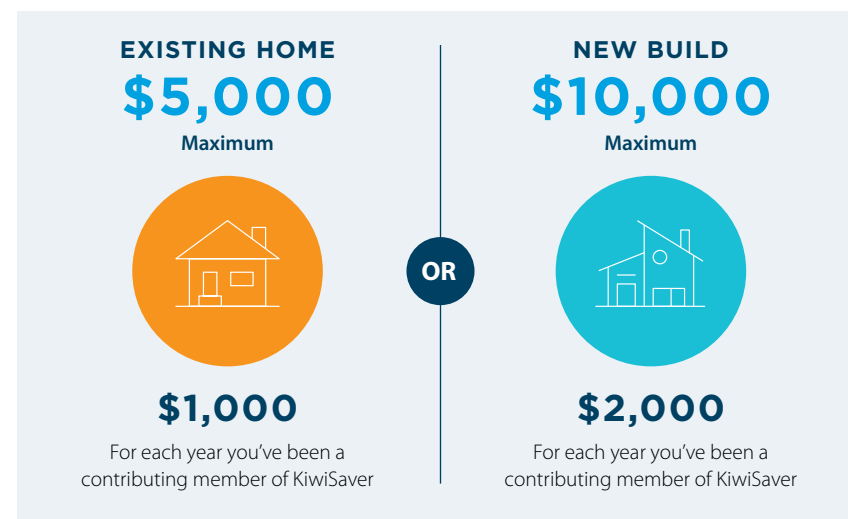 EXISTING HOME
$5,000
Maximum
$1,000
For each year you've been a
contributing member of KiwiSaver
OR
NEW BUILD
$10,000
Maximum
$2,000
For each year you've been a
contributing member of KiwiSaver